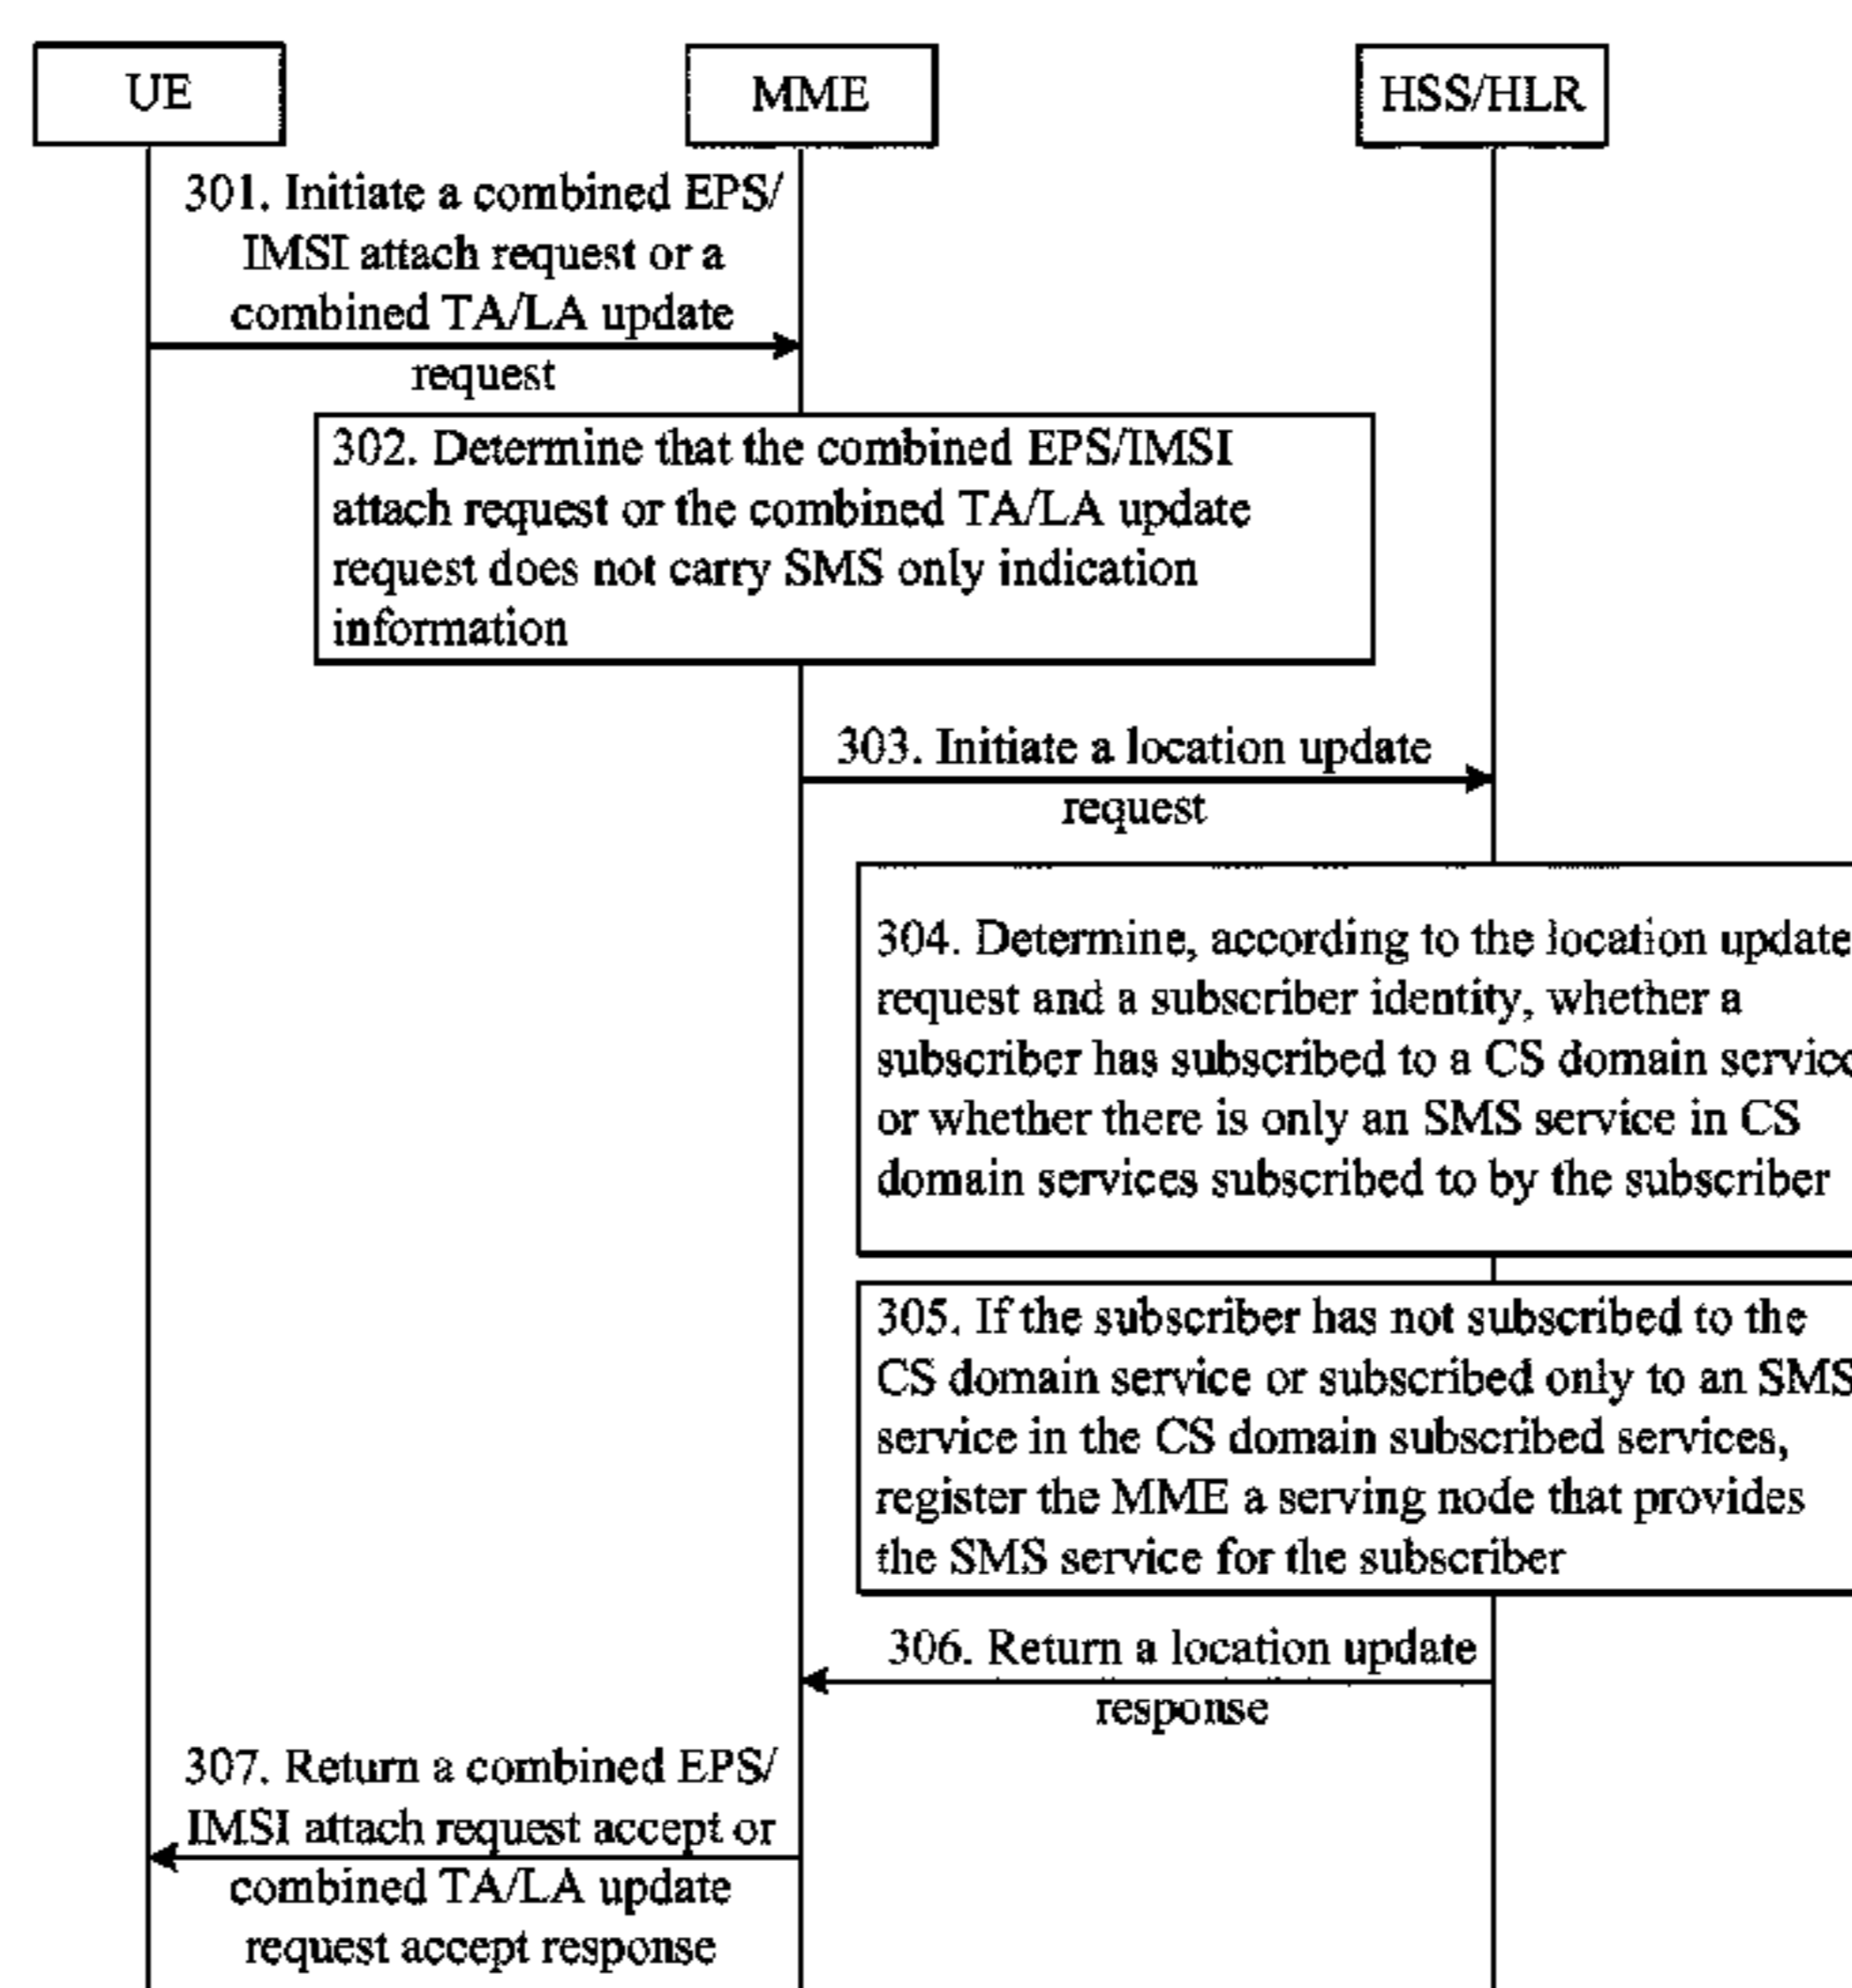 UE
MME
HSS/HLR
301. Initiate a combined EPS/
IMSI attach request or a
combined TA/LA update
request
302. Determine that the combined EPS/IMSI
attach request or the combined TA/LA update
request does not carry SMS only indication
information
303. Initiate a location update
request
304. Determine, according to the location update
request and a subscriber identity, whether a
subscriber has subscribed to a CS domain service
or whether there is only an SMS service in CS
domain services subscribed to by the subscriber
305. If the subscriber has not subscribed to the
CS domain service or subscribed only to an SMS
service in the CS domain subscribed services,
register the MME a serving node that provides
the SMS service for the subscriber
306. Return a location update
response
307. Return a combined EPS/
IMSI attach request accept or
combined TA/LA update
request accept response